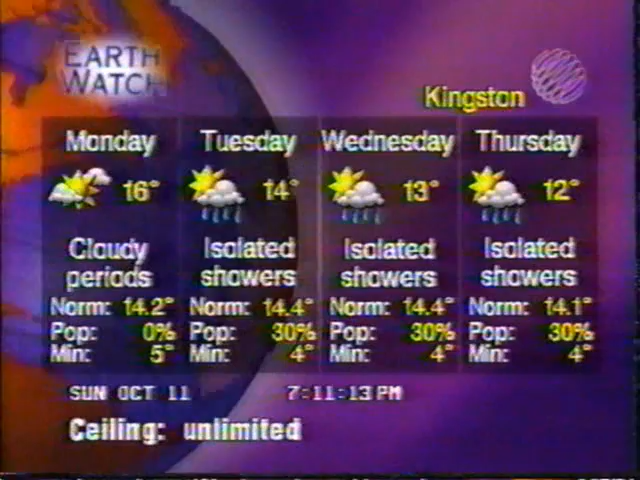 EARTH
WATCH
Kingston
Monday Tuesday Wednesday Thursday
16° 14° 13° 12°
Cloudy Isolated Isolated Isolated
periods showers showers showers
Norm: 14.2° Norm: 14.4° Norm: 14.4° Norm: 14.1°
Pop: 0% Pop: 30% Pop: 30% Pop: 30%
Min: 5° Min: 4° Min: 4° Min: 4°
SUN OCT 11 7:11:13 PM
Ceiling: unlimited